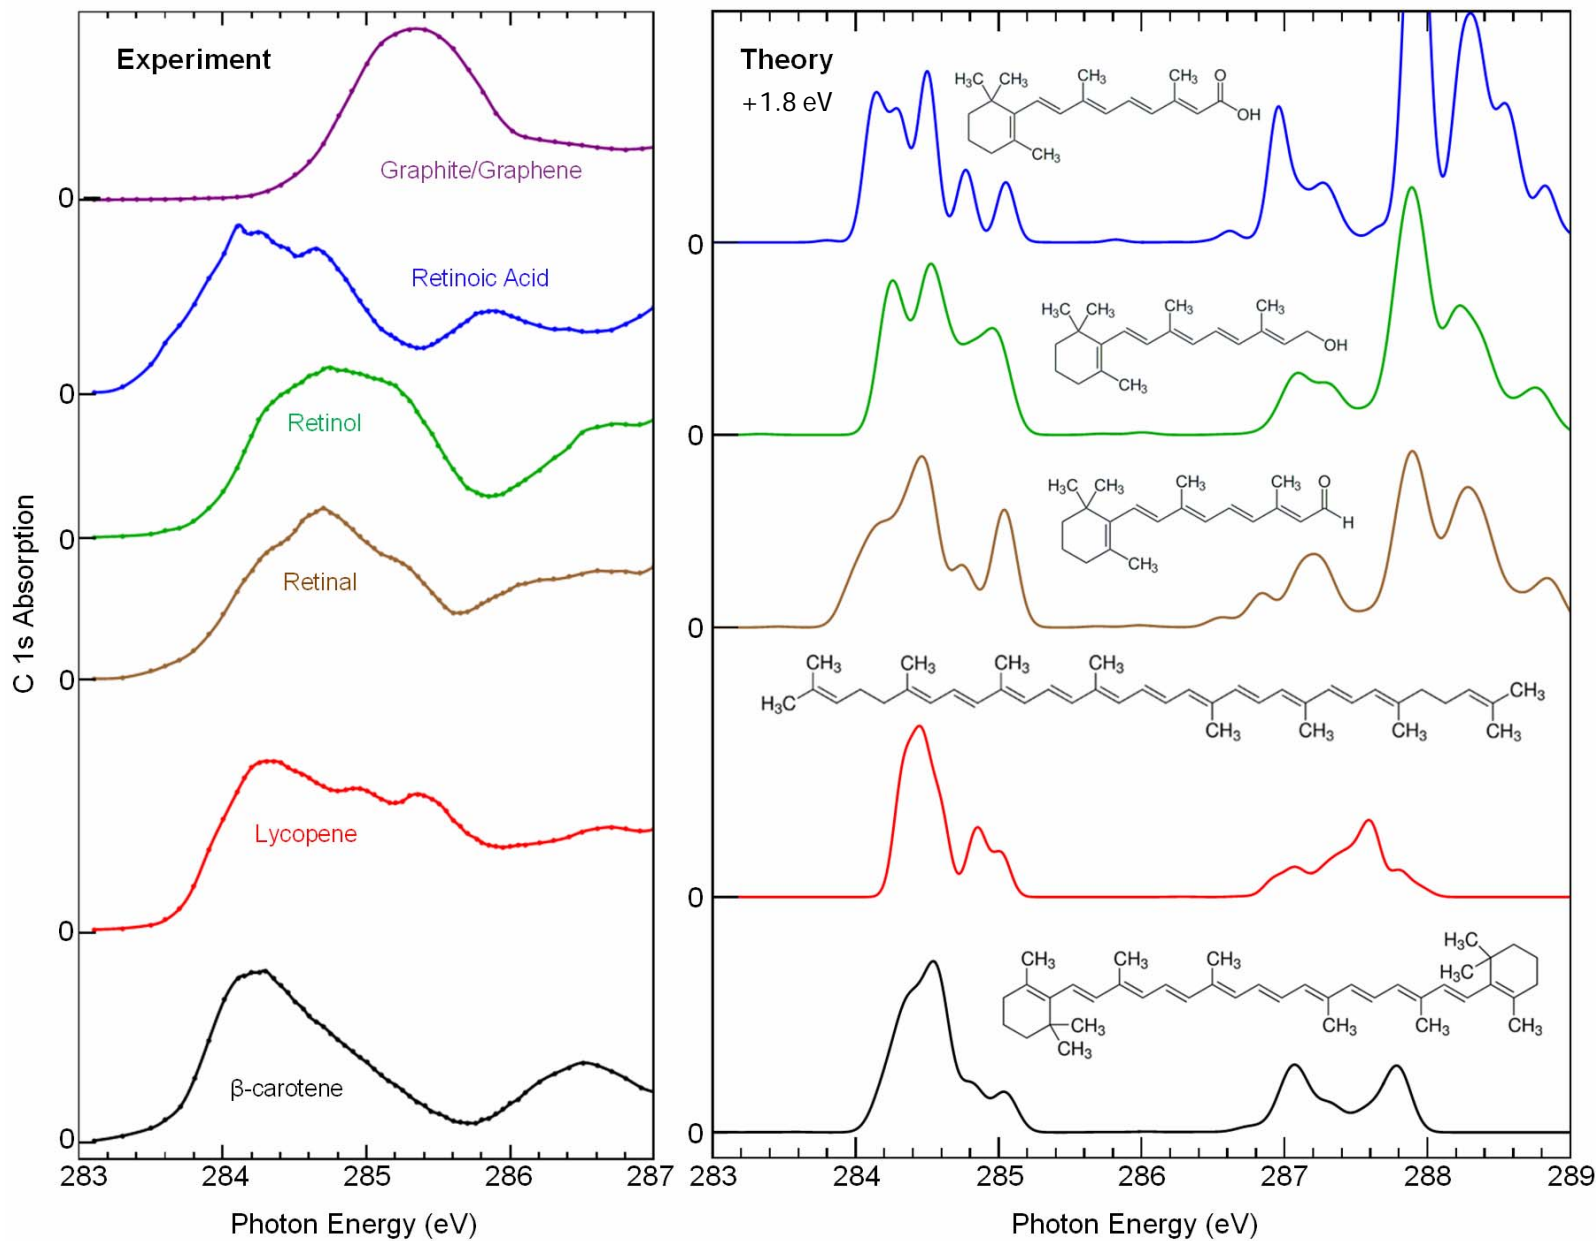 Experiment
Graphite/Graphene
0
Retinoic Acid
0
Retinol
0
Retinal
0
Lycopene
0
β-carotene
0
C 1s Absorption
283 284 285 286 287
Photon Energy (eV)
Theory
+1.8 eV
H₃C CH₃ CH₃ CH₃ O
OH
CH₃
0
H₃C CH₃ CH₃ CH₃
OH
CH₃
0
H₃C CH₃ CH₃ CH₃ O
H
CH₃
0
CH₃ CH₃ CH₃ CH₃
H₃C CH₃
CH₃ CH₃ CH₃ CH₃
0
H₃C
CH₃ CH₃ CH₃ H₃C
CH₃ CH₃ CH₃ CH₃
CH₃
0
283 284 285 286 287 288 289
Photon Energy (eV)